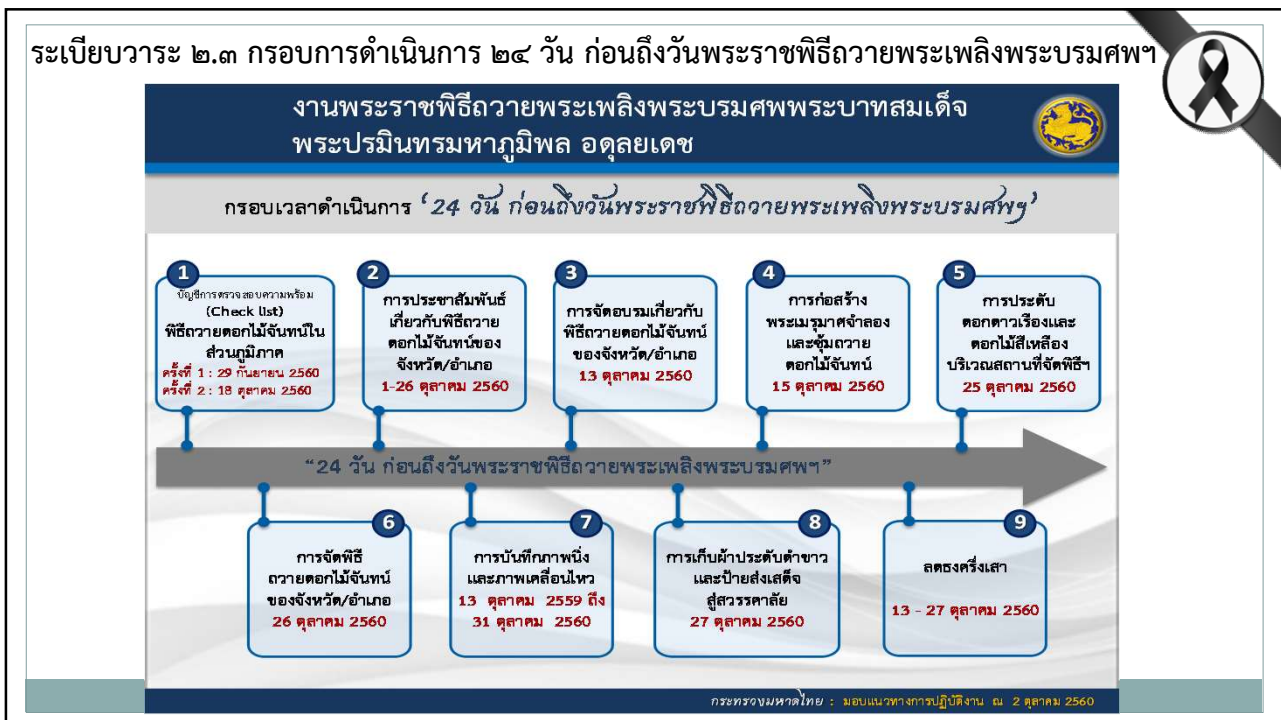 ระเบียบวาระ ๒.๓ กรอบการดำเนินการ ๒๔ วัน ก่อนถึงวันพระราชพิธีถวายพระเพลิงพระบรมศพฯ
งานพระราชพิธีถวายพระเพลิงพระบรมศพพระบาทสมเด็จ
พระปรมินทรมหาภูมิพล อดุลยเดช
กรอบเวลาดำเนินการ ‘24 วัน ก่อนถึงวันพระราชพิธีถวายพระเพลิงพระบรมศพฯ’
1
บัญชีการตรวจสอบความพร้อม
(Check list)
พิธีถวายดอกไม้จันทน์ใน
ส่วนภูมิภาค
ครั้งที่ 1 : 29 กันยายน 2560
ครั้งที่ 2 : 18 ตุลาคม 2560
2
การประชาสัมพันธ์
เกี่ยวกับพิธีถวาย
ดอกไม้จันทน์ของ
จังหวัด/อำเภอ
1-26 ตุลาคม 2560
3
การจัดอบรมเกี่ยวกับ
พิธีถวายดอกไม้จันทน์
ของจังหวัด/อำเภอ
13 ตุลาคม 2560
4
การก่อสร้าง
พระเมรุมาศจำลอง
และซุ้มถวาย
ดอกไม้จันทน์
15 ตุลาคม 2560
5
การประดับ
ดอกดาวเรืองและ
ดอกไม้สีเหลือง
บริเวณสถานที่จัดพิธีฯ
25 ตุลาคม 2560
“24 วัน ก่อนถึงวันพระราชพิธีถวายพระเพลิงพระบรมศพฯ”
6
การจัดพิธี
ถวายดอกไม้จันทน์
ของจังหวัด/อำเภอ
26 ตุลาคม 2560
7
การบันทึกภาพนิ่ง
และภาพเคลื่อนไหว
13 ตุลาคม 2559 ถึง
31 ตุลาคม 2560
8
การเก็บผ้าประดับดำขาว
และป้ายส่งเสด็จ
สู่สวรรคาลัย
27 ตุลาคม 2560
9
ลดธงครึ่งเสา
13 - 27 ตุลาคม 2560
กระทรวงมหาดไทย : มอบแนวทางการปฏิบัติงาน ณ 2 ตุลาคม 2560